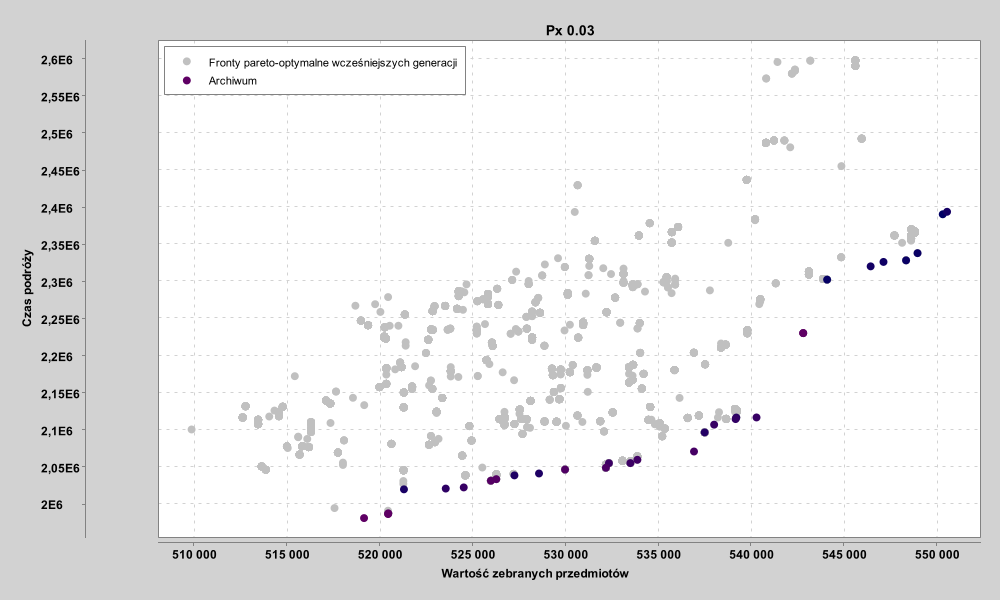 Px 0.03
Fronty pareto-optymalne wcześniejszych generacji
Archiwum
2,6E6
2,55E6
2,5E6
2,45E6
2,4E6
2,35E6
2,3E6
2,25E6
2,2E6
2,15E6
2,1E6
2,05E6
2E6
Czas podróży
510 000 515 000 520 000 525 000 530 000 535 000 540 000 545 000 550 000
Wartość zebranych przedmiotów